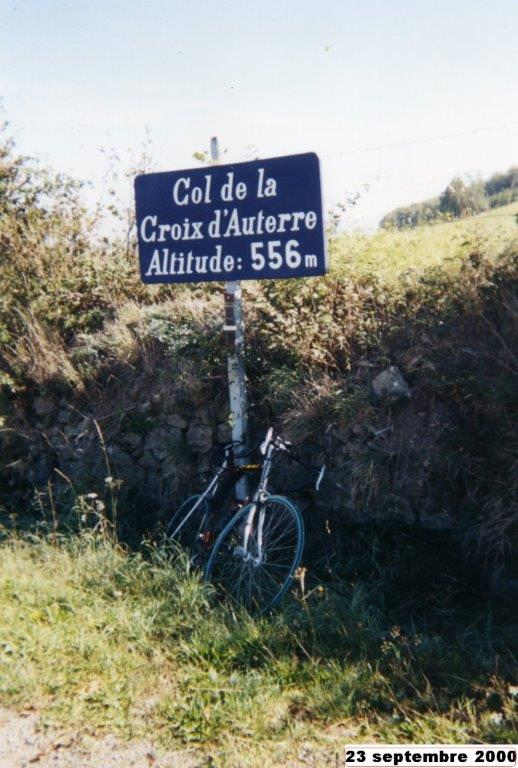 Col de la
Croix d'Auterre
Altitude: 556m
23 septembre 2000